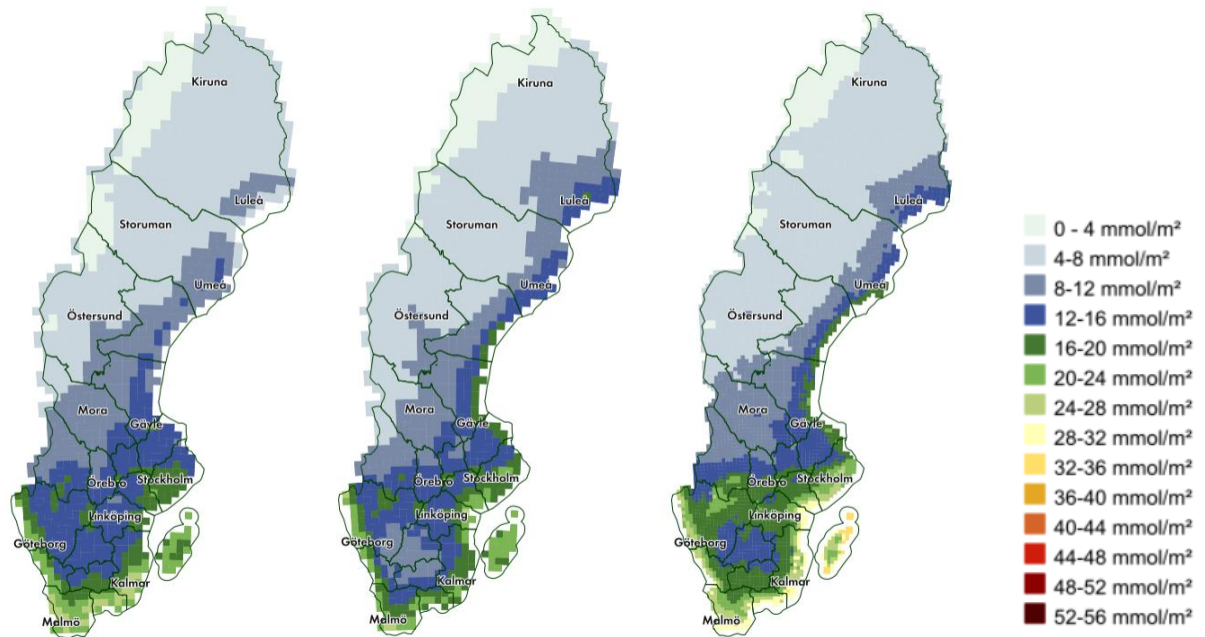 Kiruna
Luleå
Storuman
Umeå
Östersund
Mora
Gävle
Örebro
Stockholm
Linköping
Göteborg
Kalmar
Malmö
Kiruna
Luleå
Storuman
Umeå
Östersund
Mora
Gävle
Örebro
Stockholm
Linköping
Göteborg
Kalmar
Malmö
Kiruna
Luleå
Storuman
Umeå
Östersund
Mora
Gävle
Örebro
Stockholm
Linköping
Göteborg
Kalmar
Malmö
0 - 4 mmol/m²
4-8 mmol/m²
8-12 mmol/m²
12-16 mmol/m²
16-20 mmol/m²
20-24 mmol/m²
24-28 mmol/m²
28-32 mmol/m²
32-36 mmol/m²
36-40 mmol/m²
40-44 mmol/m²
44-48 mmol/m²
48-52 mmol/m²
52-56 mmol/m²